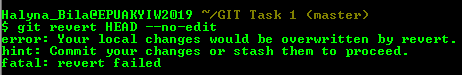 Halyna_Bila@EPUAKYIW2019 ~/GIT Task 1 (master)
$ git revert HEAD --no-edit
error: Your local changes would be overwritten by revert.
hint: Commit your changes or stash them to proceed.
fatal: revert failed